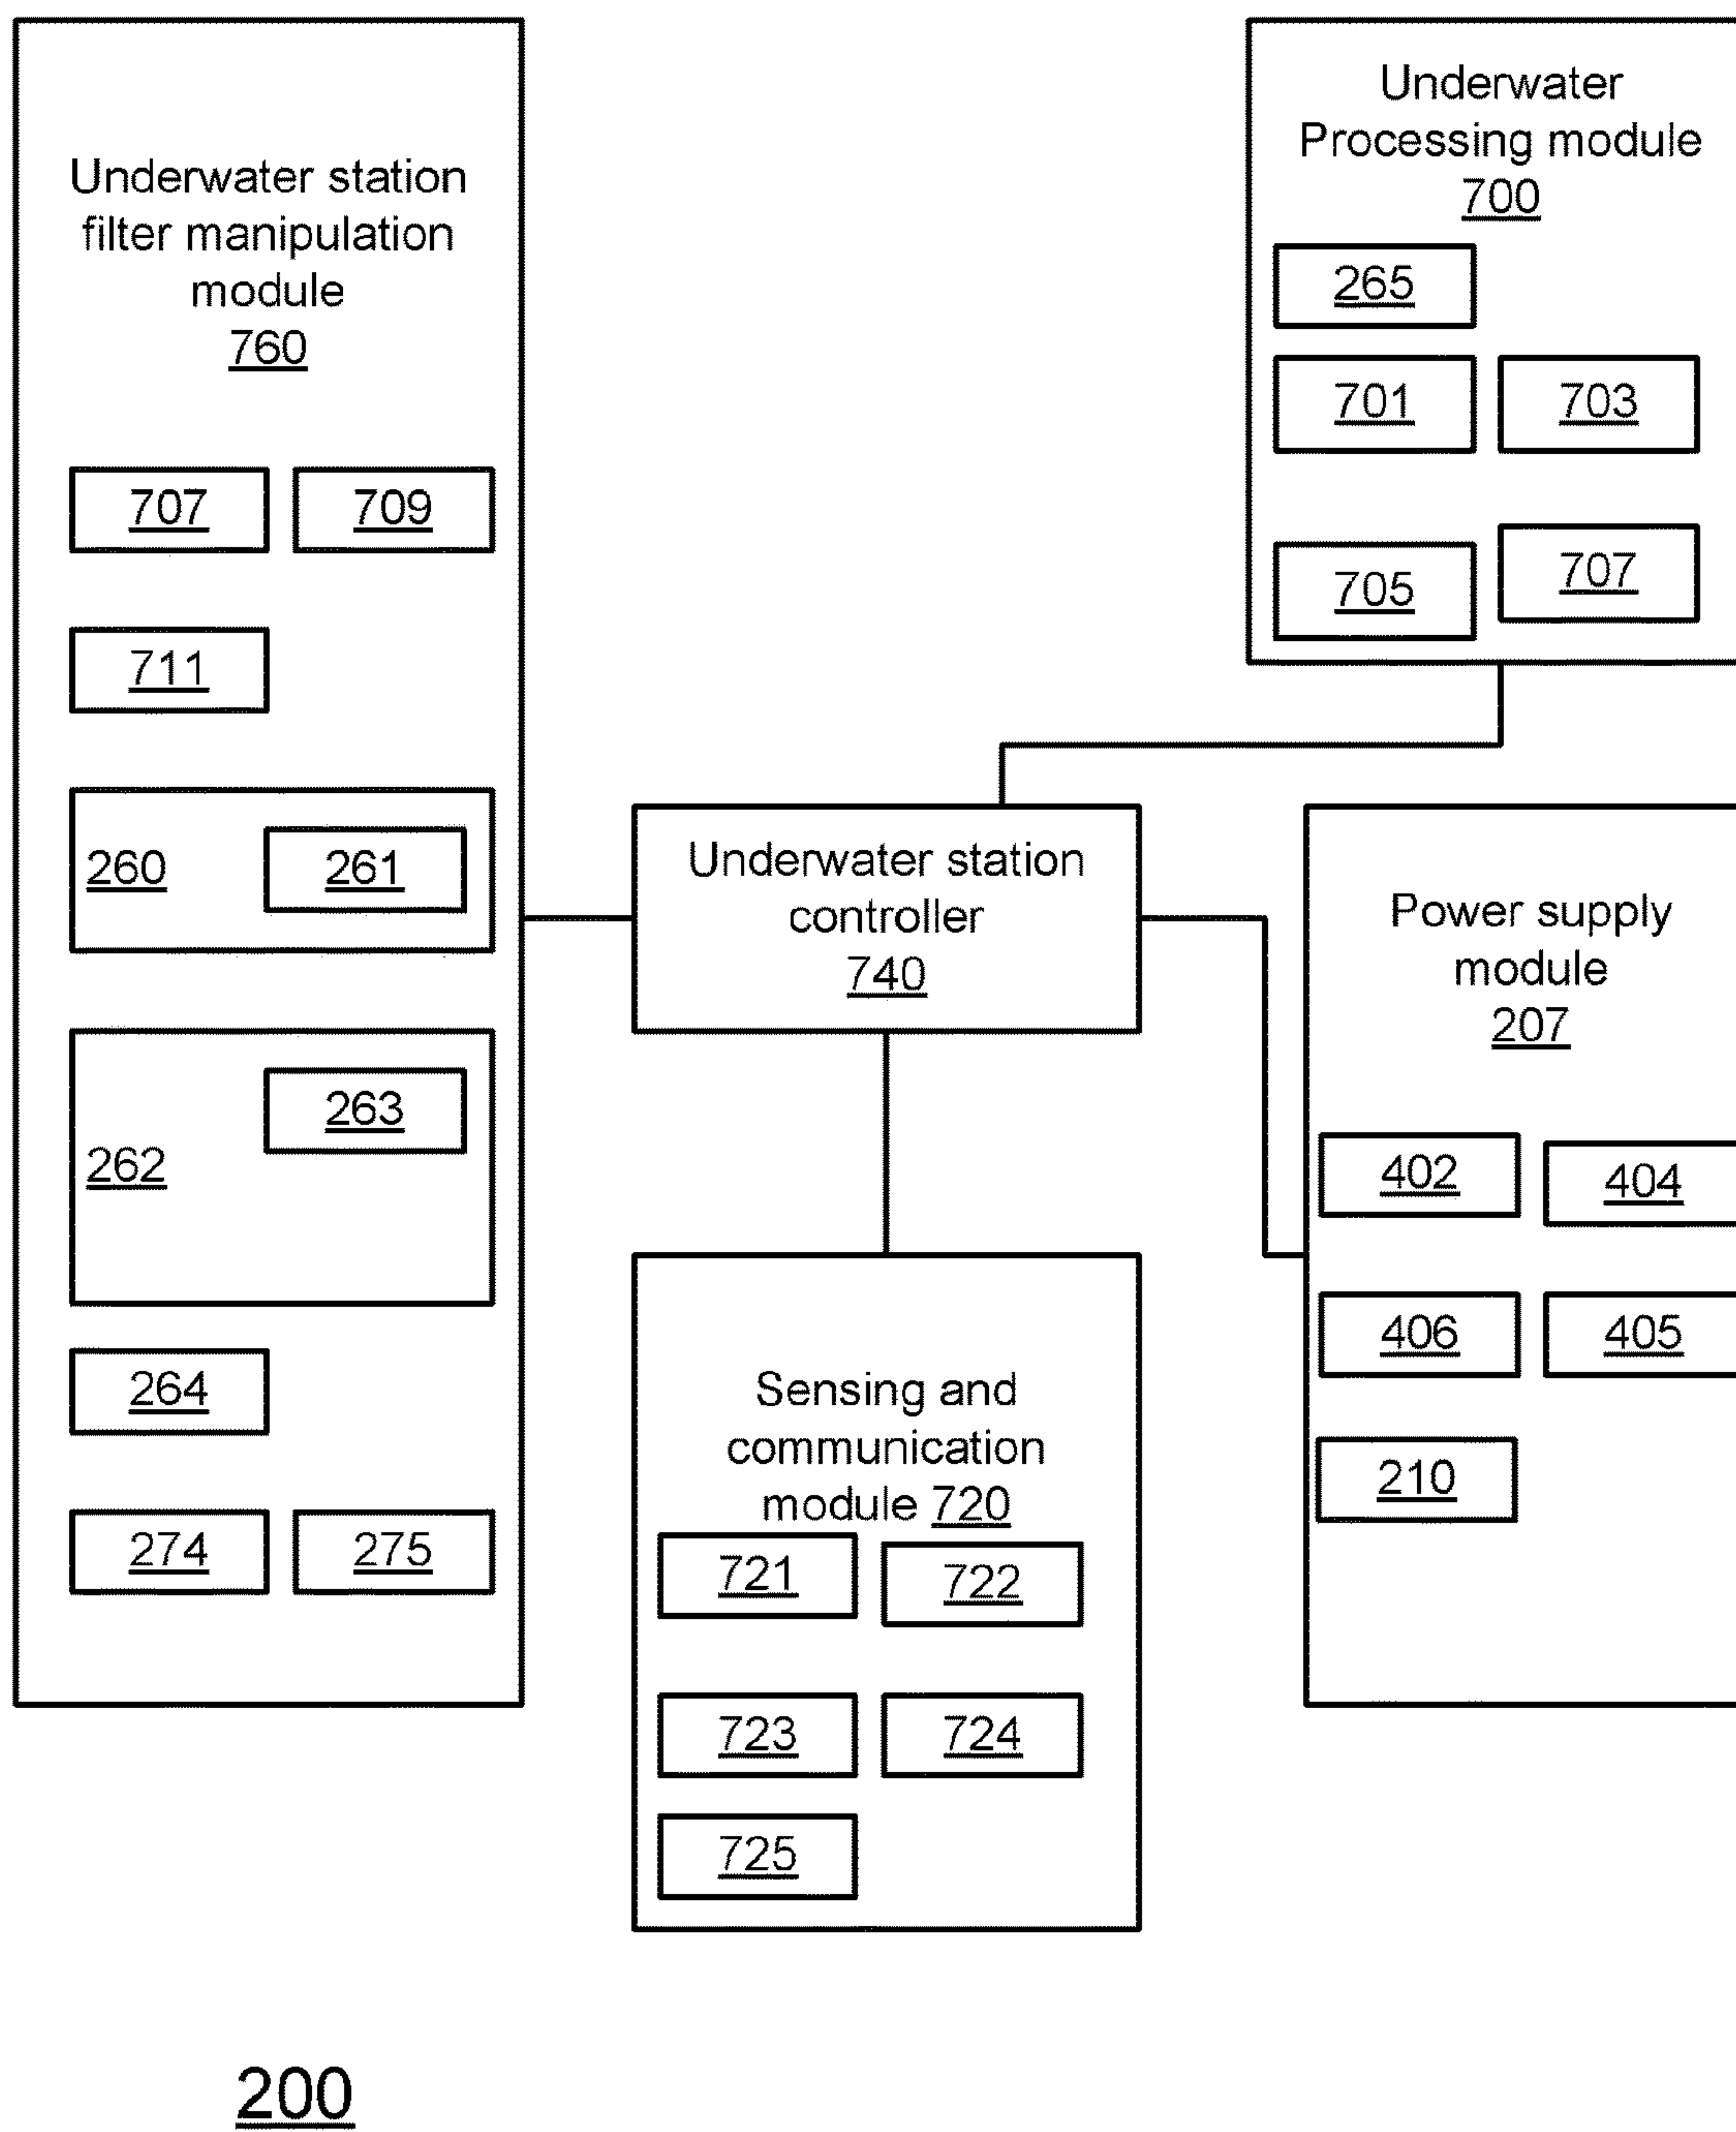 Underwater station
filter manipulation
module
760
707 709
711
260 261
263
262
264
274 275
Underwater
Processing module
700
265
701 703
707
705
Underwater station
controller
740
Power supply
module
207
402 404
406 405
210
Sensing and
communication
module 720
721 722
723 724
725
200